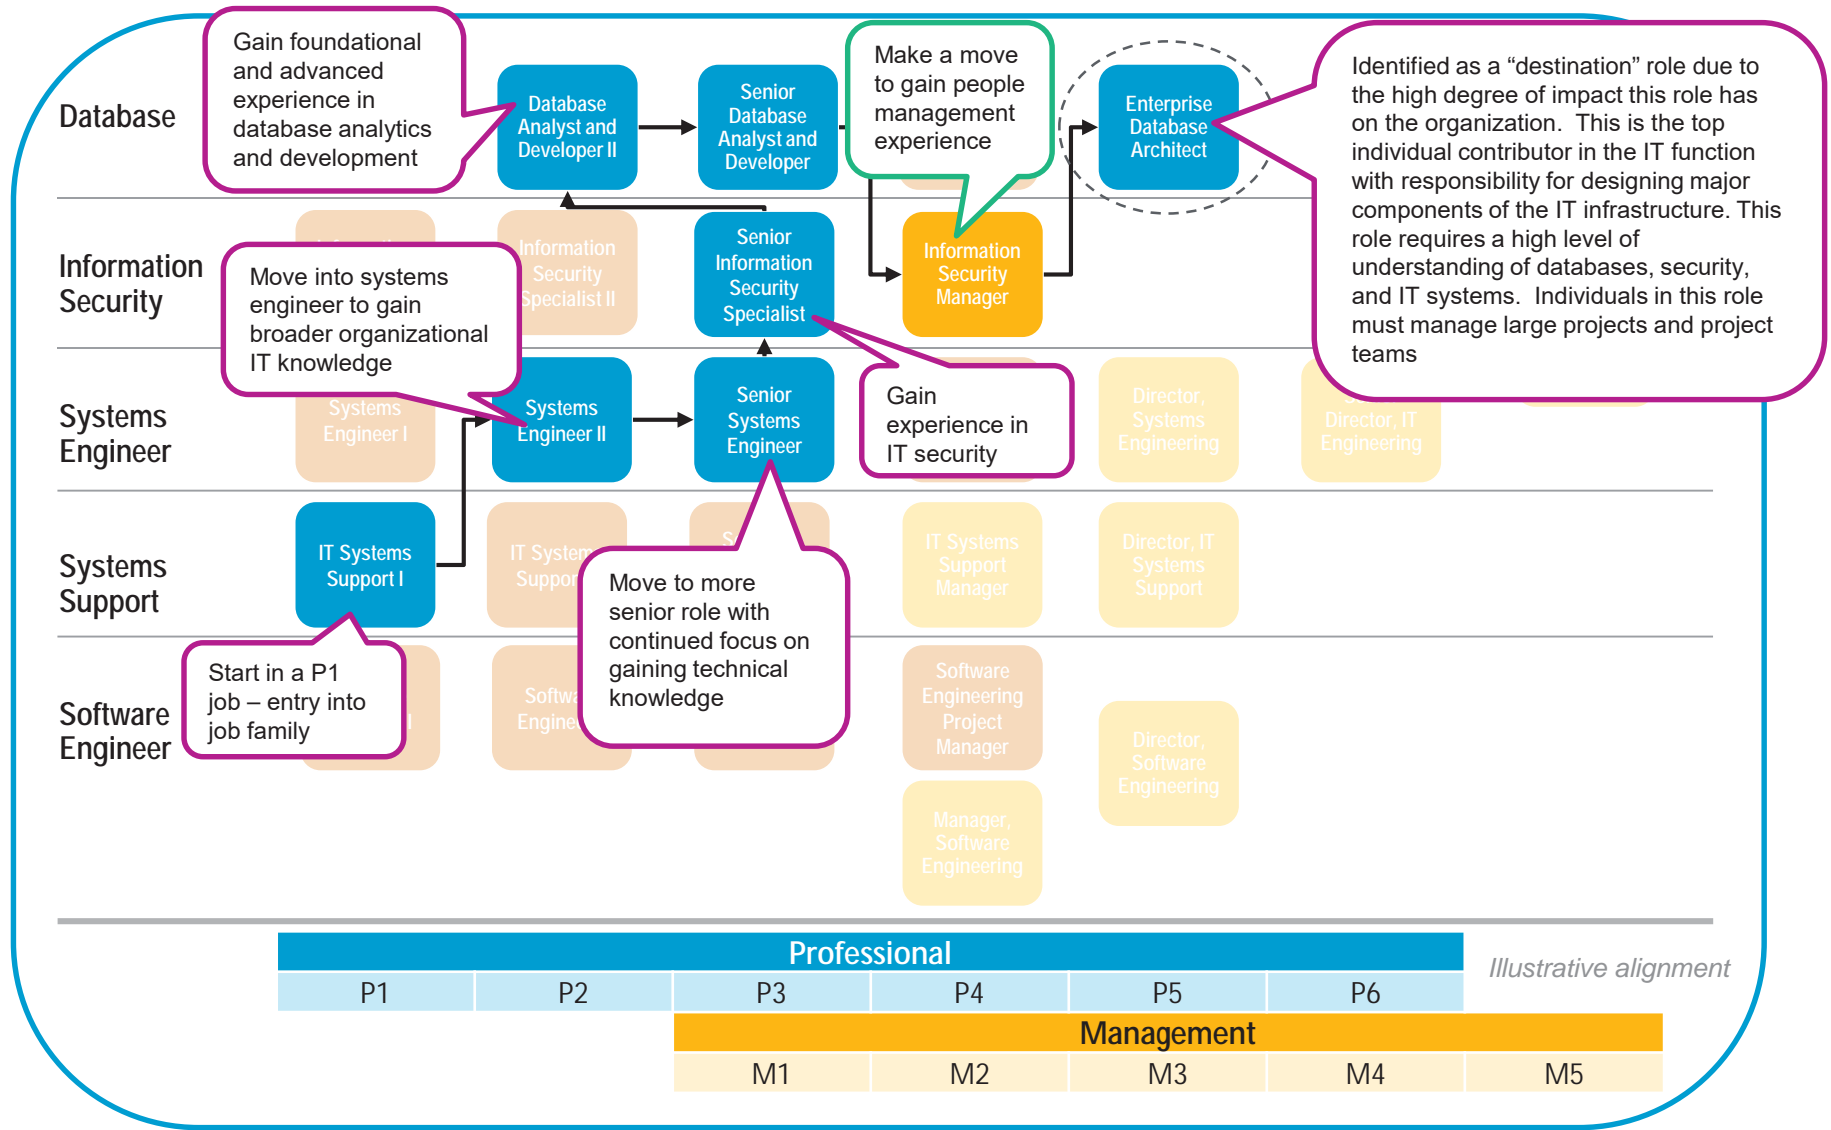 Gain foundational
and advanced
experience in
database analytics
and development
Make a move
to gain people
management
experience
Identified as a “destination” role due to
the high degree of impact this role has
on the organization.  This is the top
individual contributor in the IT function
with responsibility for designing major
components of the IT infrastructure. This
role requires a high level of
understanding of databases, security,
and IT systems.  Individuals in this role
must manage large projects and project
teams
Database
Database
Analyst and
Developer II
Senior
Database
Analyst and
Developer
Enterprise
Database
Architect
Information
Security
Move into systems
engineer to gain
broader organizational
IT knowledge
Information
Security
Specialist II
Senior
Information
Security
Specialist
Information
Security
Manager
Systems
Engineer
Systems
Engineer I
Systems
Engineer II
Senior
Systems
Engineer
Gain
experience in
IT security
Director,
Systems
Engineering
Director, IT
Engineering
Systems
Support
IT Systems
Support I
IT Systems
Support
Move to more
senior role with
continued focus on
gaining technical
knowledge
IT Systems
Support
Manager
Director, IT
Systems
Support
Software
Engineer
Start in a P1
job – entry into
job family
Software
Engineering
Project
Manager
Manager,
Software
Engineering
Director,
Software
Engineering
Professional
Illustrative alignment
P1 P2 P3 P4 P5 P6
Management
M1 M2 M3 M4 M5